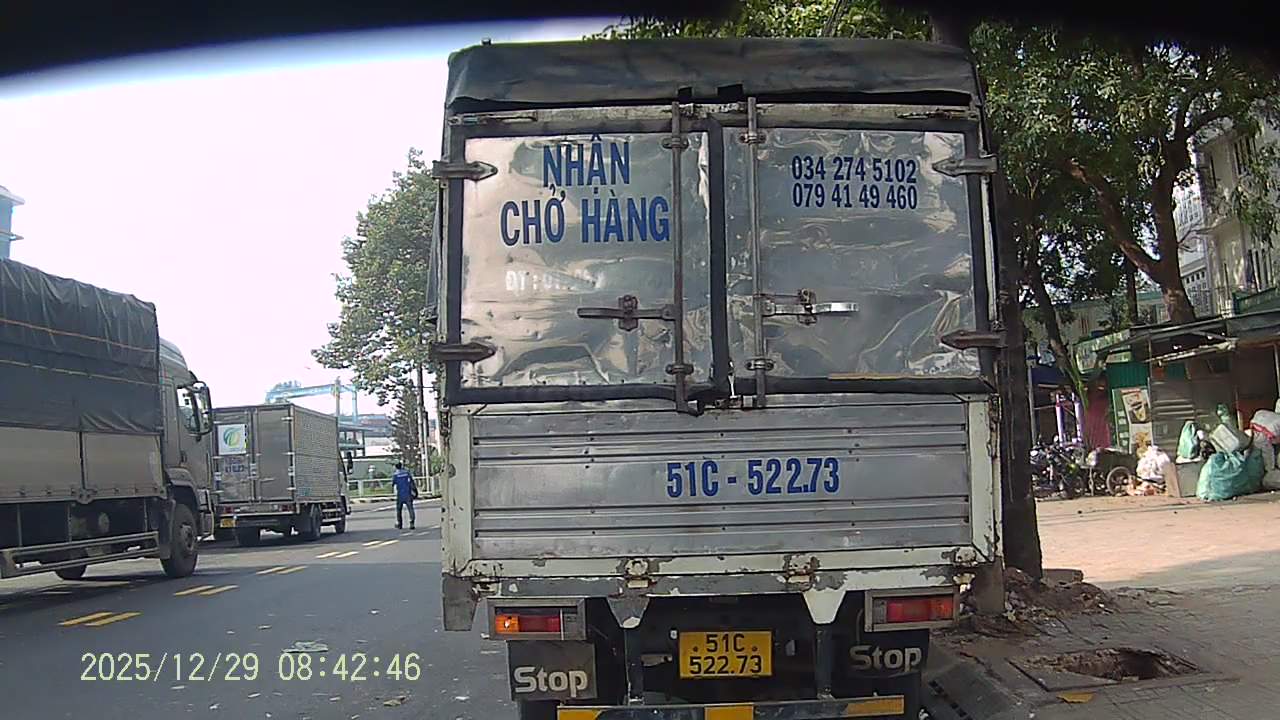 NHẬN
CHỞ HÀNG
034 274 5102
079 41 49 460
ĐT :
51C - 522.73
51C
522.73
Stop
Stop
2025/12/29 08:42:46